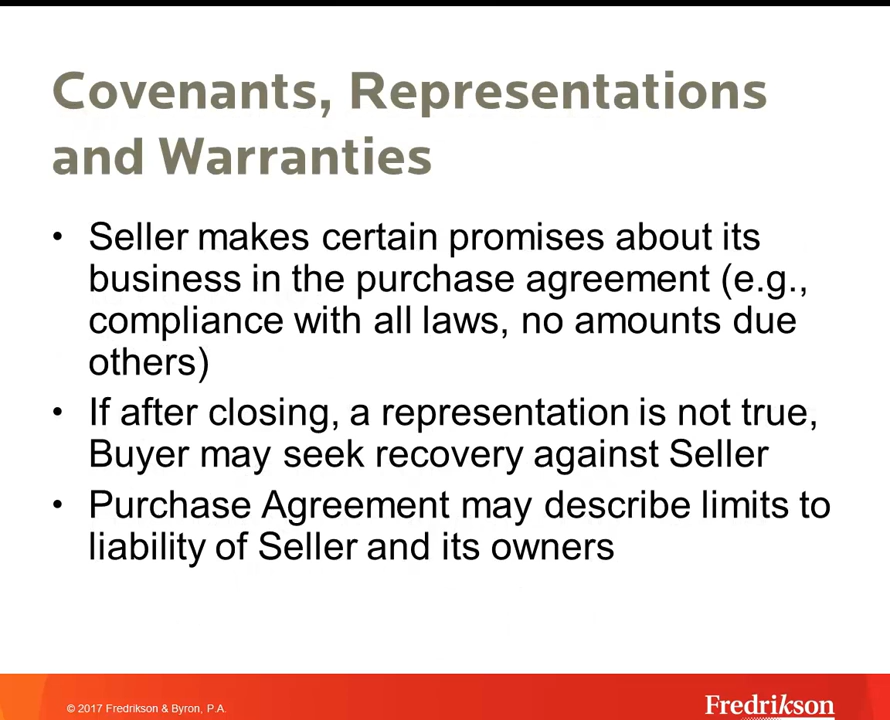 Covenants, Representations
and Warranties
• Seller makes certain promises about its
business in the purchase agreement (e.g.,
compliance with all laws, no amounts due
others)
• If after closing, a representation is not true,
Buyer may seek recovery against Seller
• Purchase Agreement may describe limits to
liability of Seller and its owners
© 2017 Fredrikson & Byron, P.A.
Fredrikson